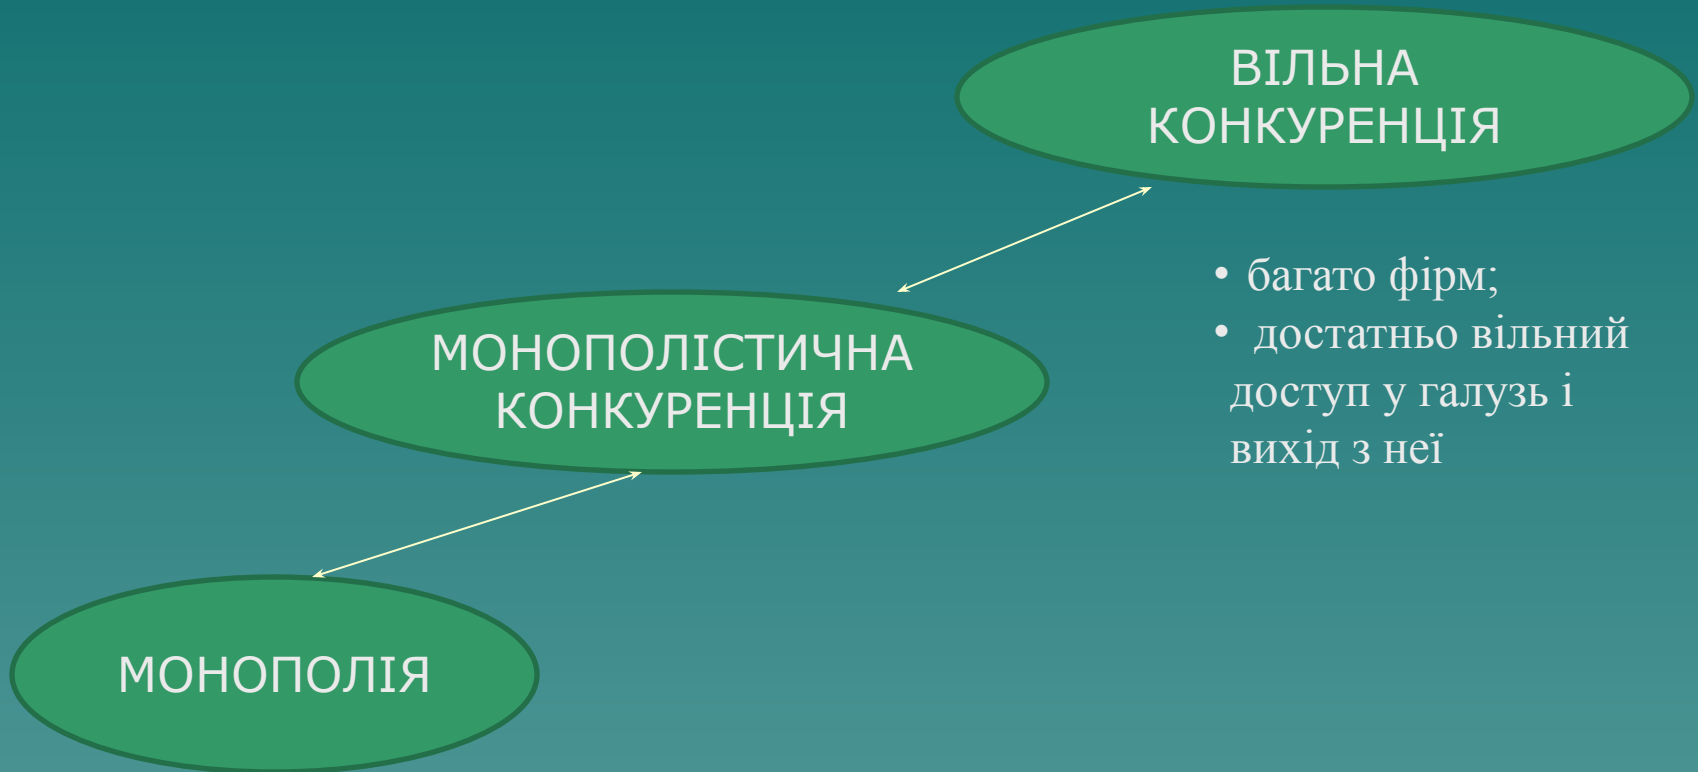 ВІЛЬНА
КОНКУРЕНЦІЯ
• багато фірм;
• достатньо вільний
доступ у галузь і
вихід з неї
МОНОПОЛІСТИЧНА
КОНКУРЕНЦІЯ
МОНОПОЛІЯ